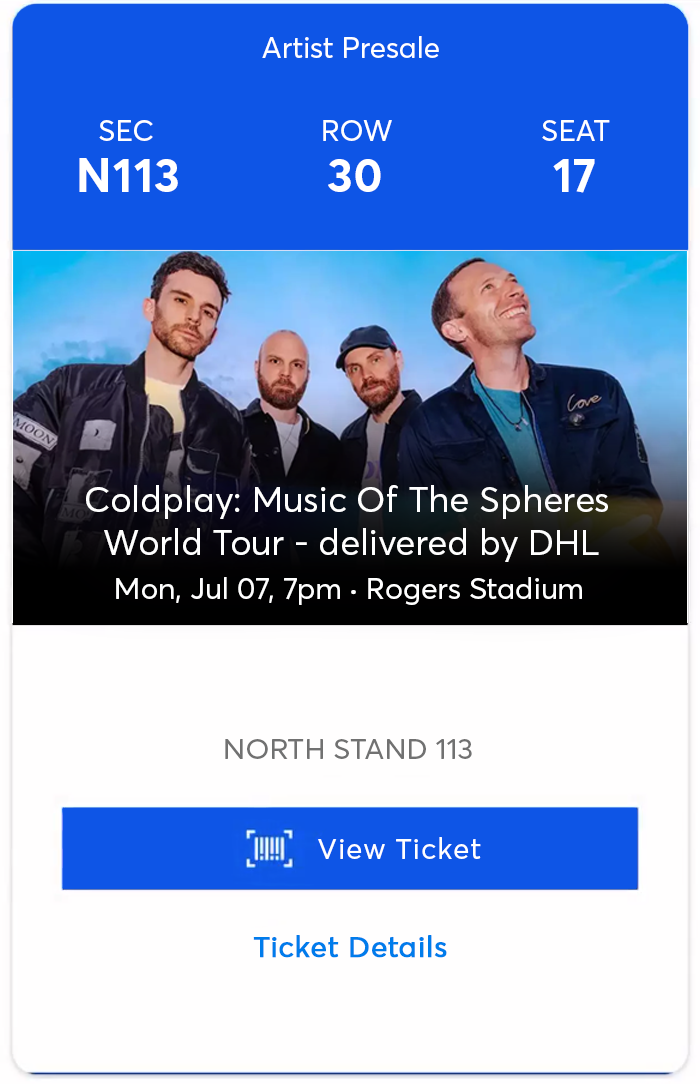 Artist Presale
SEC ROW SEAT
N113 30 17
MOON
Love
Coldplay: Music Of The Spheres
World Tour - delivered by DHL
Mon, Jul 07, 7pm • Rogers Stadium
NORTH STAND 113
View Ticket
Ticket Details